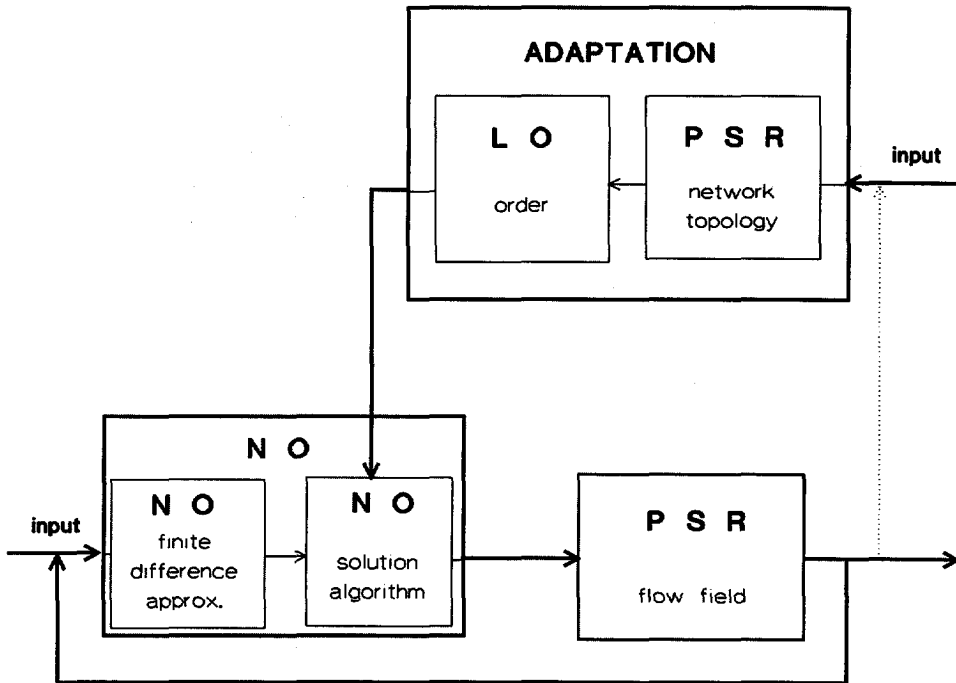 ADAPTATION
L O
order
P S R
network
topology
input
N O
input
N O
finite
difference
approx.
N O
solution
algorithm
P S R
flow field